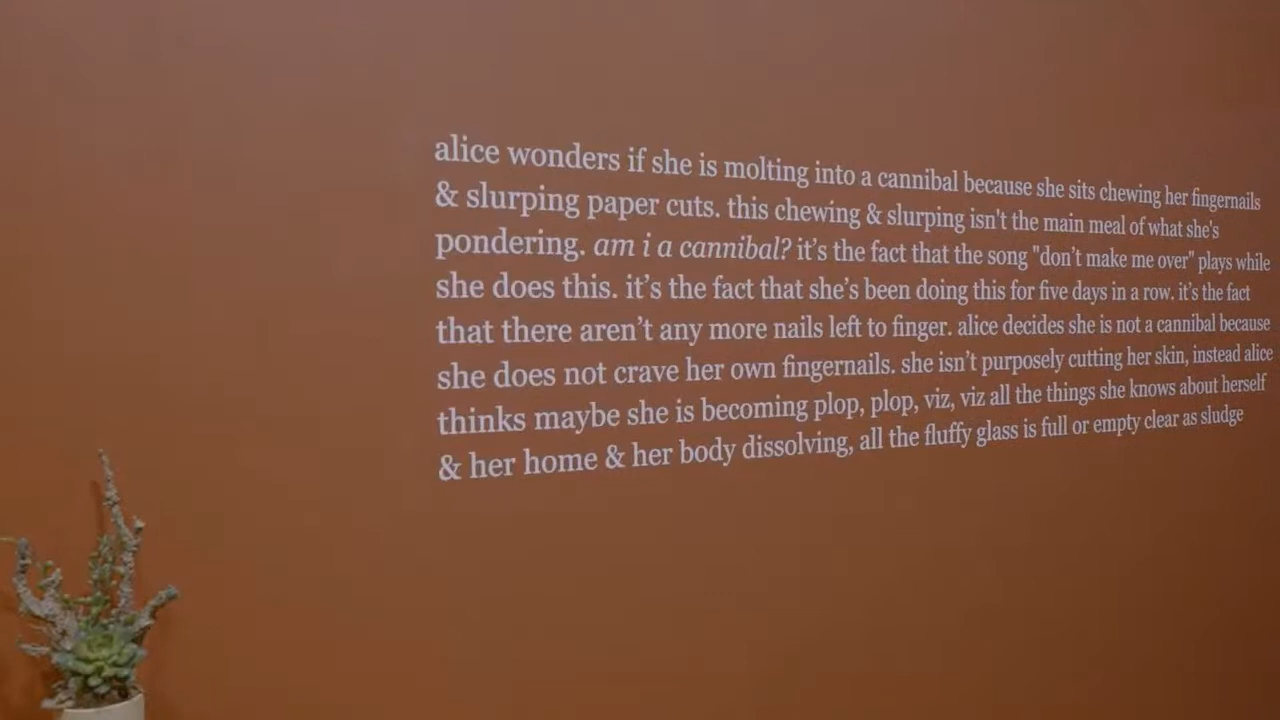 alice wonders if she is molting into a cannibal because she sits chewing her fingernails
& slurping paper cuts. this chewing & slurping isn't the main meal of what she's
pondering. am i a cannibal? it’s the fact that the song "don’t make me over" plays while
she does this. it’s the fact that she’s been doing this for five days in a row. it’s the fact
that there aren’t any more nails left to finger. alice decides she is not a cannibal because
she does not crave her own fingernails. she isn’t purposely cutting her skin, instead alice
thinks maybe she is becoming plop, plop, viz, viz all the things she knows about herself
& her home & her body dissolving, all the fluffy glass is full or empty clear as sludge